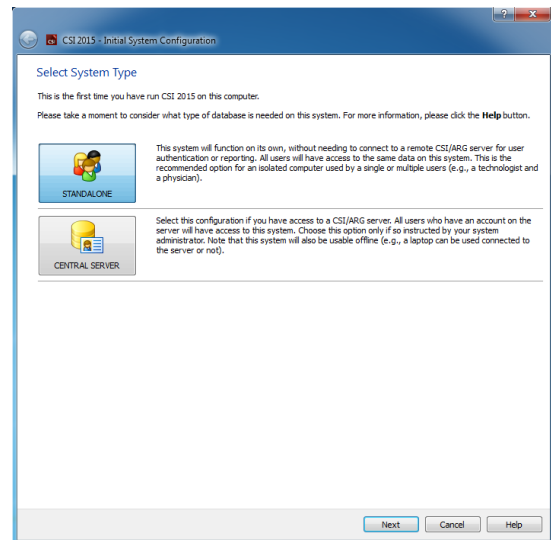 CSI 2015 - Initial System Configuration
Select System Type
This is the first time you have run CSI 2015 on this computer.
Please take a moment to consider what type of database is needed on this system. For more information, please click the Help button.
This system will function on its own, without needing to connect to a remote CSI/ARG server for user
authentication or reporting. All users will have access to the same data on this system. This is the
recommended option for an isolated computer used by a single or multiple users (e.g., a technologist and
a physician).
STANDALONE
Select this configuration if you have access to a CSI/ARG server. All users who have an account on the
server will have access to this system. Choose this option only if so instructed by your system
administrator. Note that this system will also be usable offline (e.g., a laptop can be used connected to
the server or not).
CENTRAL SERVER
Next Cancel Help